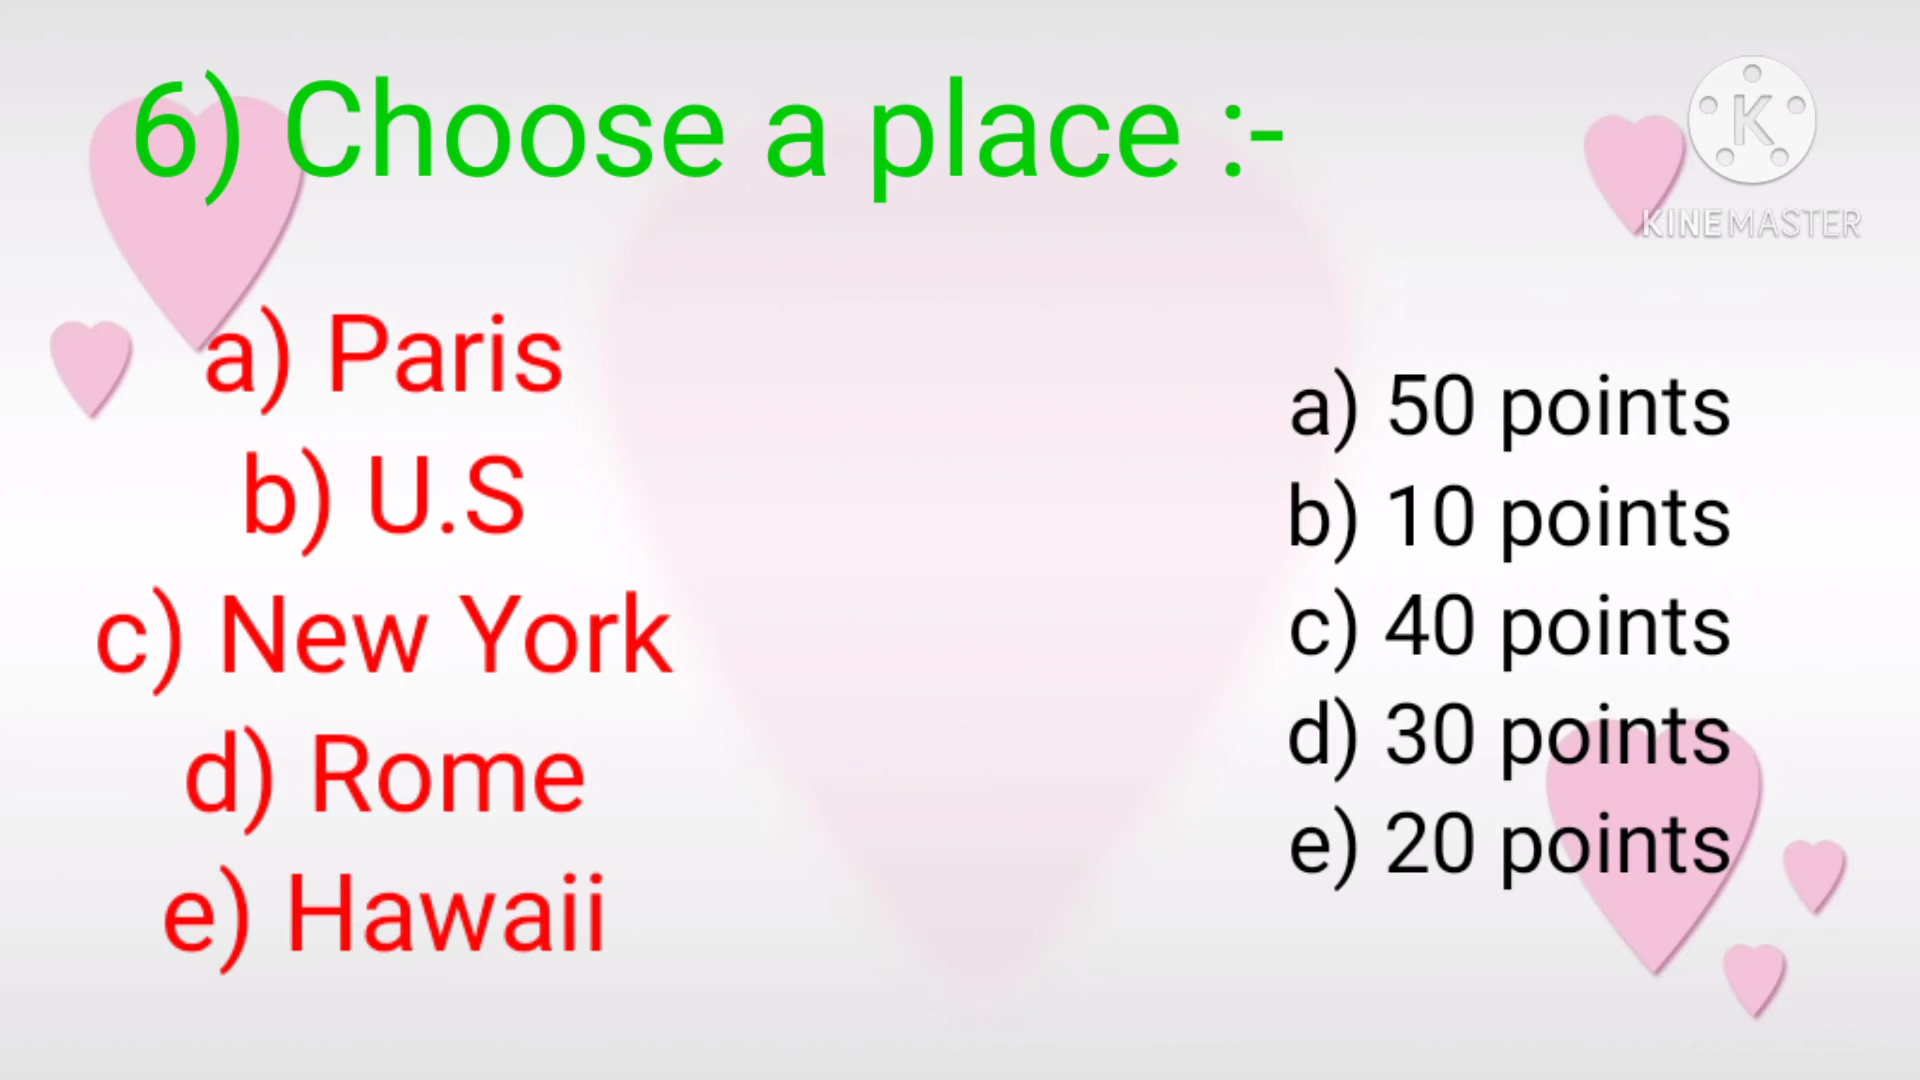 6) Choose a place :-
K
KINEMASTER
a) Paris
b) U.S
c) New York
d) Rome
e) Hawaii
a) 50 points
b) 10 points
c) 40 points
d) 30 points
e) 20 points